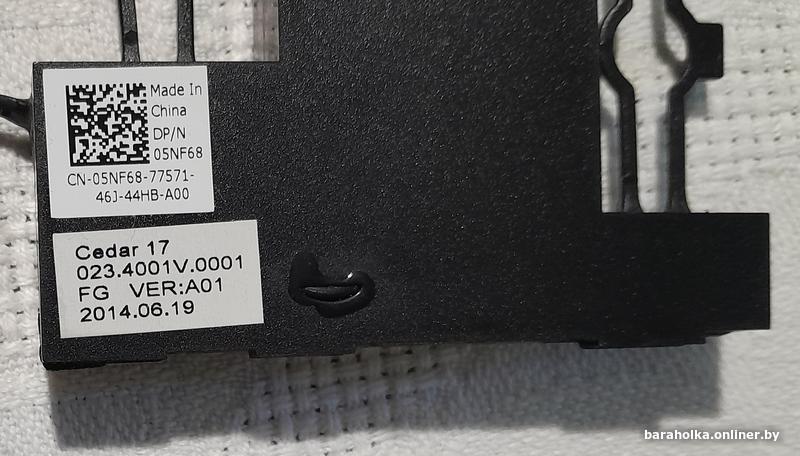 Made In
China
DP/N
05NF68
CN-05NF68-77571-
46J-44HB-A00
Cedar 17
023.4001V.0001
FG VER:A01
2014.06.19
baraholka.onliner.by